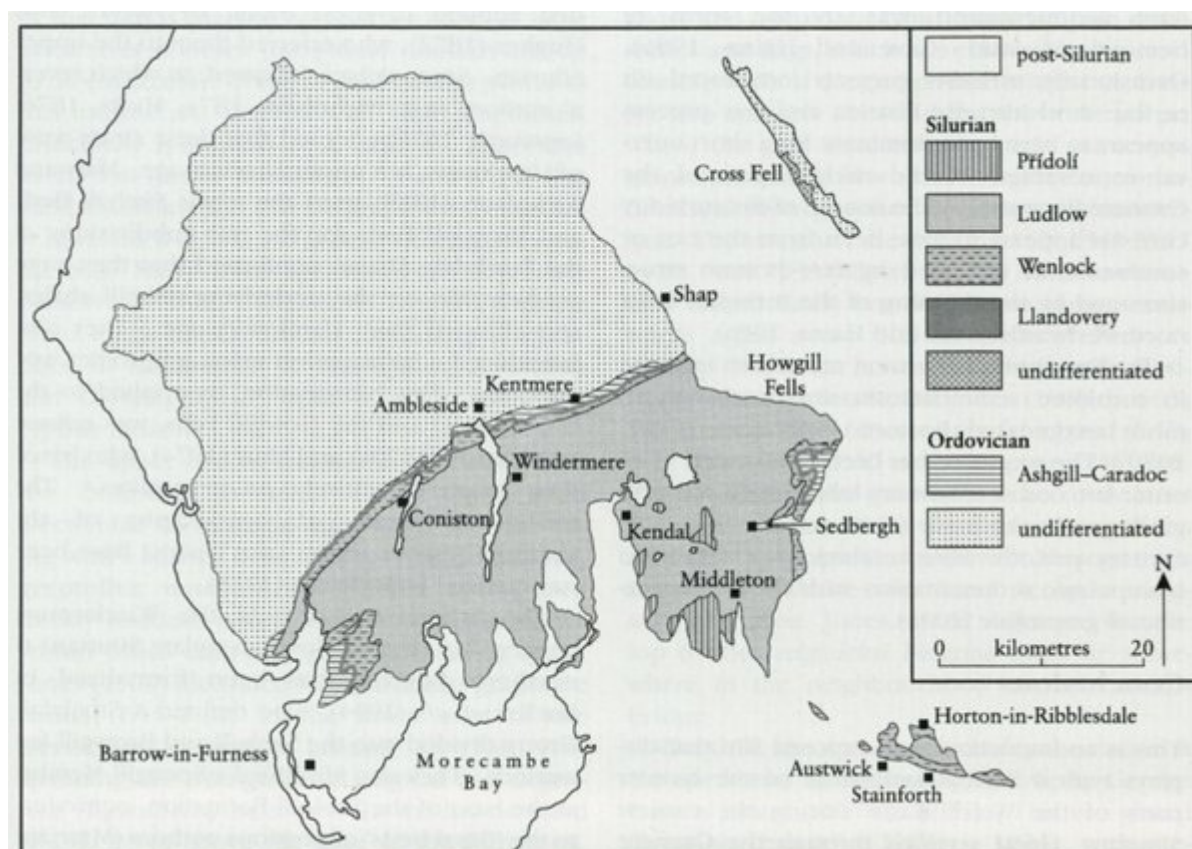 post-Silurian
Silurian
Přídolí
Ludlow
Wenlock
Llandovery
undifferentiated
Ordovician
Ashgill–Caradoc
undifferentiated
N
0 kilometres 20
Cross Fell
Shap
Howgill
Fells
Kentmere
Ambleside
Windermere
Coniston
Kendal
Sedbergh
Middleton
Barrow-in-Furness
Morecambe
Bay
Horton-in-Ribblesdale
Austwick
Stainforth